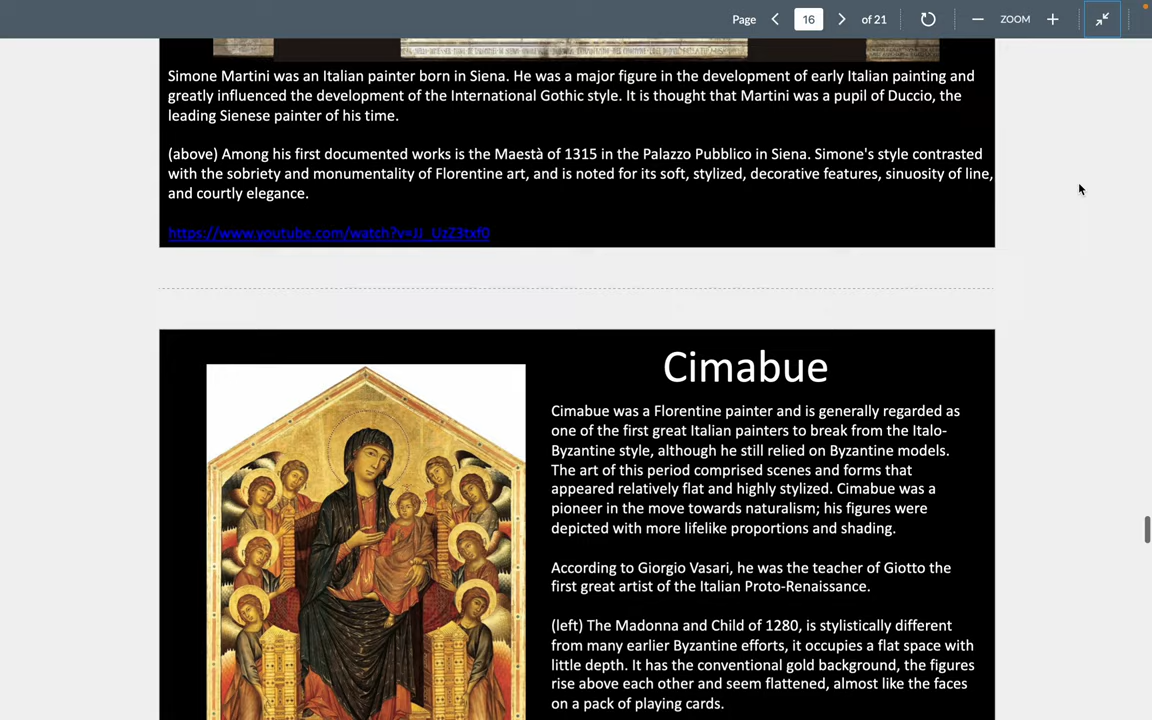 Page 16 of 21 ZOOM
Simone Martini was an Italian painter born in Siena. He was a major figure in the development of early Italian painting and
greatly influenced the development of the International Gothic style. It is thought that Martini was a pupil of Duccio, the
leading Sienese painter of his time.
(above) Among his first documented works is the Maestà of 1315 in the Palazzo Pubblico in Siena. Simone's style contrasted
with the sobriety and monumentality of Florentine art, and is noted for its soft, stylized, decorative features, sinuosity of line,
and courtly elegance.
https://www.youtube.com/watch?v=JJ_UzZ3txf0
Cimabue
Cimabue was a Florentine painter and is generally regarded as
one of the first great Italian painters to break from the Italo-
Byzantine style, although he still relied on Byzantine models.
The art of this period comprised scenes and forms that
appeared relatively flat and highly stylized. Cimabue was a
pioneer in the move towards naturalism; his figures were
depicted with more lifelike proportions and shading.
According to Giorgio Vasari, he was the teacher of Giotto the
first great artist of the Italian Proto-Renaissance.
(left) The Madonna and Child of 1280, is stylistically different
from many earlier Byzantine efforts, it occupies a flat space with
little depth. It has the conventional gold background, the figures
rise above each other and seem flattened, almost like the faces
on a pack of playing cards.